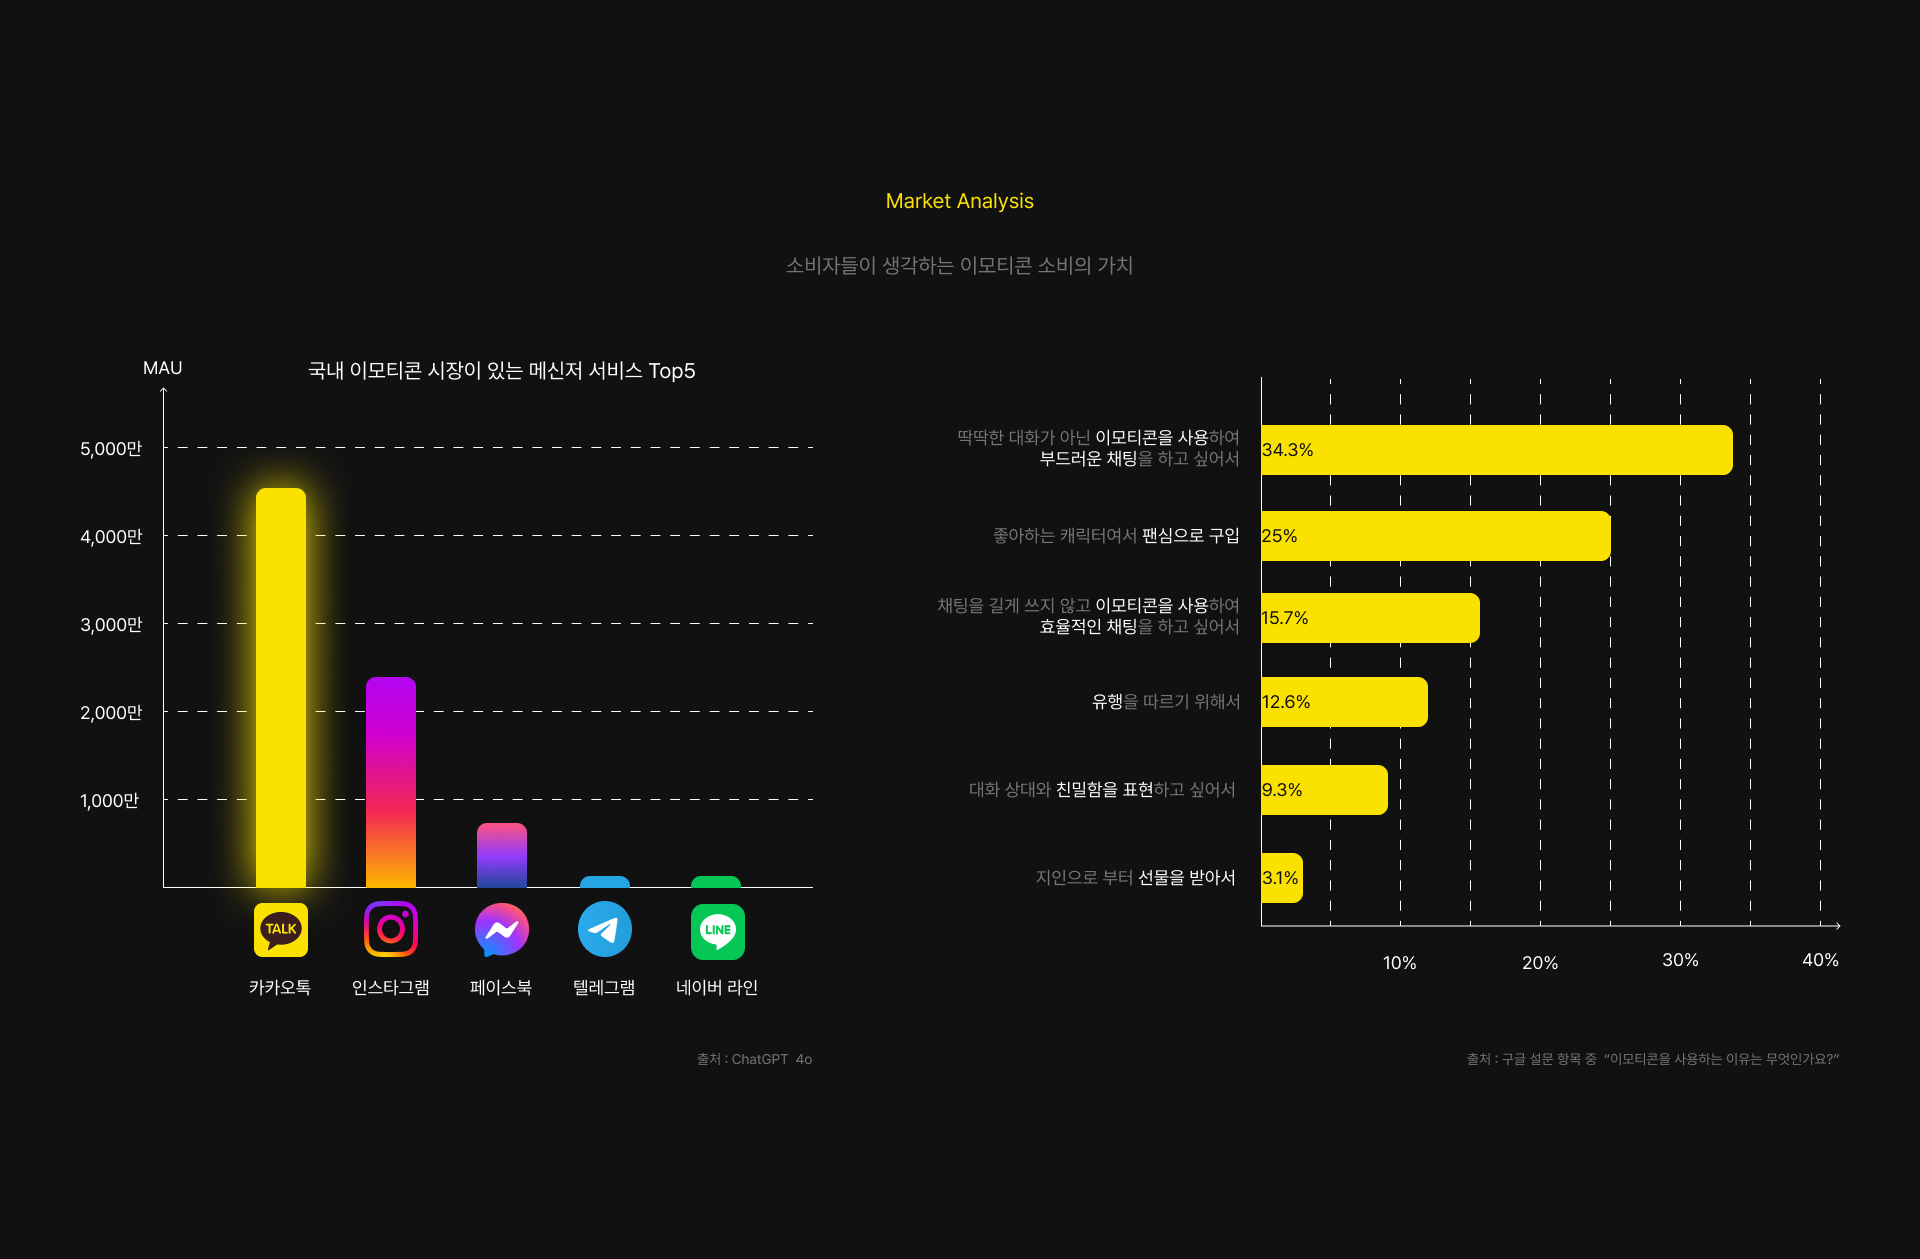 Market Analysis
소비자들이 생각하는 이모티콘 소비의 가치
MAU
국내 이모티콘 시장이 있는 메신저 서비스 Top5
5,000만
4,000만
3,000만
2,000만
1,000만
TALK
LINE
카카오톡
인스타그램
페이스북
텔레그램
네이버 라인
출처 : ChatGPT 4o
딱딱한 대화가 아닌 이모티콘을 사용하여
부드러운 채팅을 하고 싶어서
34.3%
좋아하는 캐릭터여서 팬심으로 구입
25%
채팅을 길게 쓰지 않고 이모티콘을 사용하여
효율적인 채팅을 하고 싶어서
15.7%
유행을 따르기 위해서
12.6%
대화 상대와 친밀함을 표현하고 싶어서
9.3%
지인으로 부터 선물을 받아서
3.1%
10%
20%
30%
40%
출처 : 구글 설문 항목 중 “이모티콘을 사용하는 이유는 무엇인가요?”